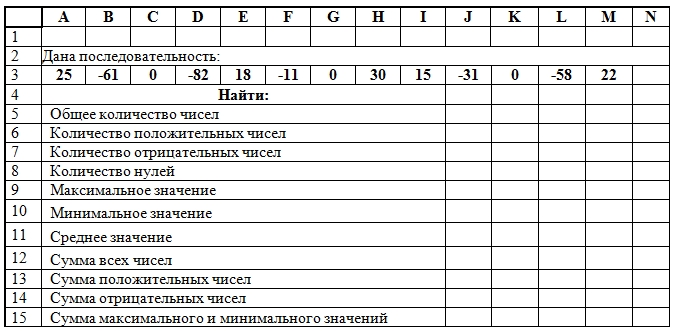 A B C D E F G H I J K L M N
1
2 Дана последовательность:
3 25 -61 0 -82 18 -11 0 30 15 -31 0 -58 22
4 Найти:
5 Общее количество чисел
6 Количество положительных чисел
7 Количество отрицательных чисел
8 Количество нулей
9 Максимальное значение
10 Минимальное значение
11 Среднее значение
12 Сумма всех чисел
13 Сумма положительных чисел
14 Сумма отрицательных чисел
15 Сумма максимального и минимального значений